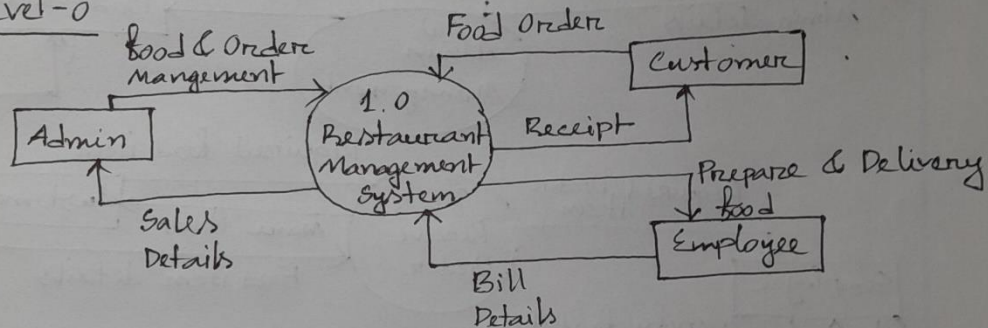 vel-0
Food & Order
Mangement
Admin
Sales
Details
1.0
Restaurant
Management
System
Food Order
Customer
Receipt
Prepare & Delivery
food
Employee
Bill
Details